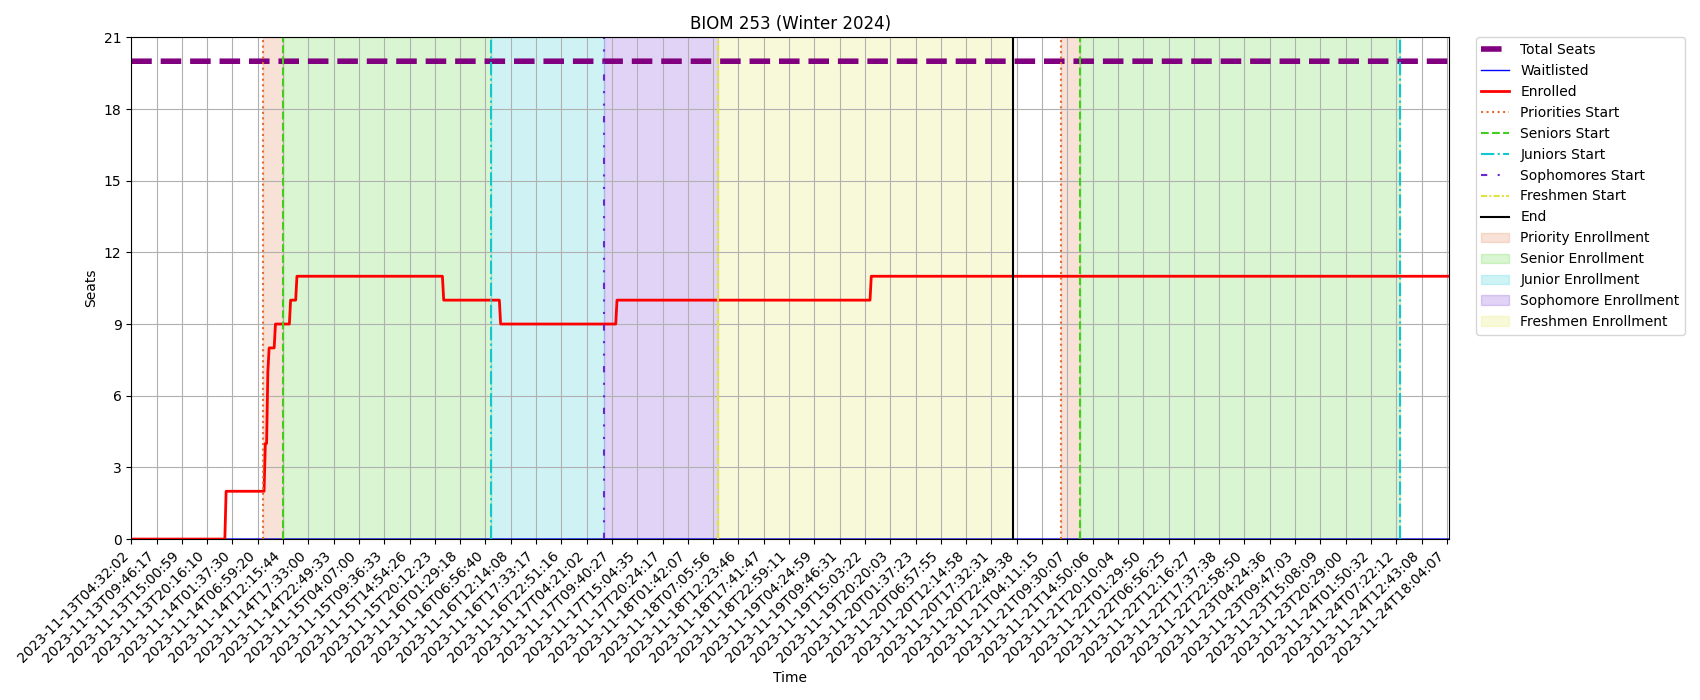 BIOM 253 (Winter 2024)
21
18
15
12
9
6
3
0
Seats
2023-11-13T04:32:02
2023-11-13T09:46:17
2023-11-13T15:00:59
2023-11-13T20:16:10
2023-11-14T01:37:30
2023-11-14T06:59:20
2023-11-14T12:15:44
2023-11-14T17:33:00
2023-11-14T22:49:33
2023-11-15T04:07:00
2023-11-15T09:36:33
2023-11-15T14:54:26
2023-11-15T20:12:23
2023-11-16T01:29:18
2023-11-16T06:56:40
2023-11-16T12:14:08
2023-11-16T17:33:17
2023-11-16T22:51:16
2023-11-17T04:21:02
2023-11-17T09:40:27
2023-11-17T15:04:35
2023-11-17T20:24:17
2023-11-18T01:42:07
2023-11-18T07:05:56
2023-11-18T12:23:46
2023-11-18T17:41:47
2023-11-18T22:59:11
2023-11-19T04:24:59
2023-11-19T09:46:31
2023-11-19T15:03:22
2023-11-19T20:20:03
2023-11-20T01:37:23
2023-11-20T06:57:55
2023-11-20T12:14:58
2023-11-20T17:32:31
2023-11-20T22:49:38
2023-11-21T04:11:15
2023-11-21T09:30:07
2023-11-21T14:50:06
2023-11-21T20:10:04
2023-11-22T01:29:50
2023-11-22T06:56:25
2023-11-22T12:16:27
2023-11-22T17:37:38
2023-11-22T22:58:50
2023-11-23T04:24:36
2023-11-23T09:47:03
2023-11-23T15:08:09
2023-11-23T20:29:00
2023-11-24T01:50:32
2023-11-24T07:22:12
2023-11-24T12:43:08
2023-11-24T18:04:07
Time
Total Seats
Waitlisted
Enrolled
Priorities Start
Seniors Start
Juniors Start
Sophomores Start
Freshmen Start
End
Priority Enrollment
Senior Enrollment
Junior Enrollment
Sophomore Enrollment
Freshmen Enrollment